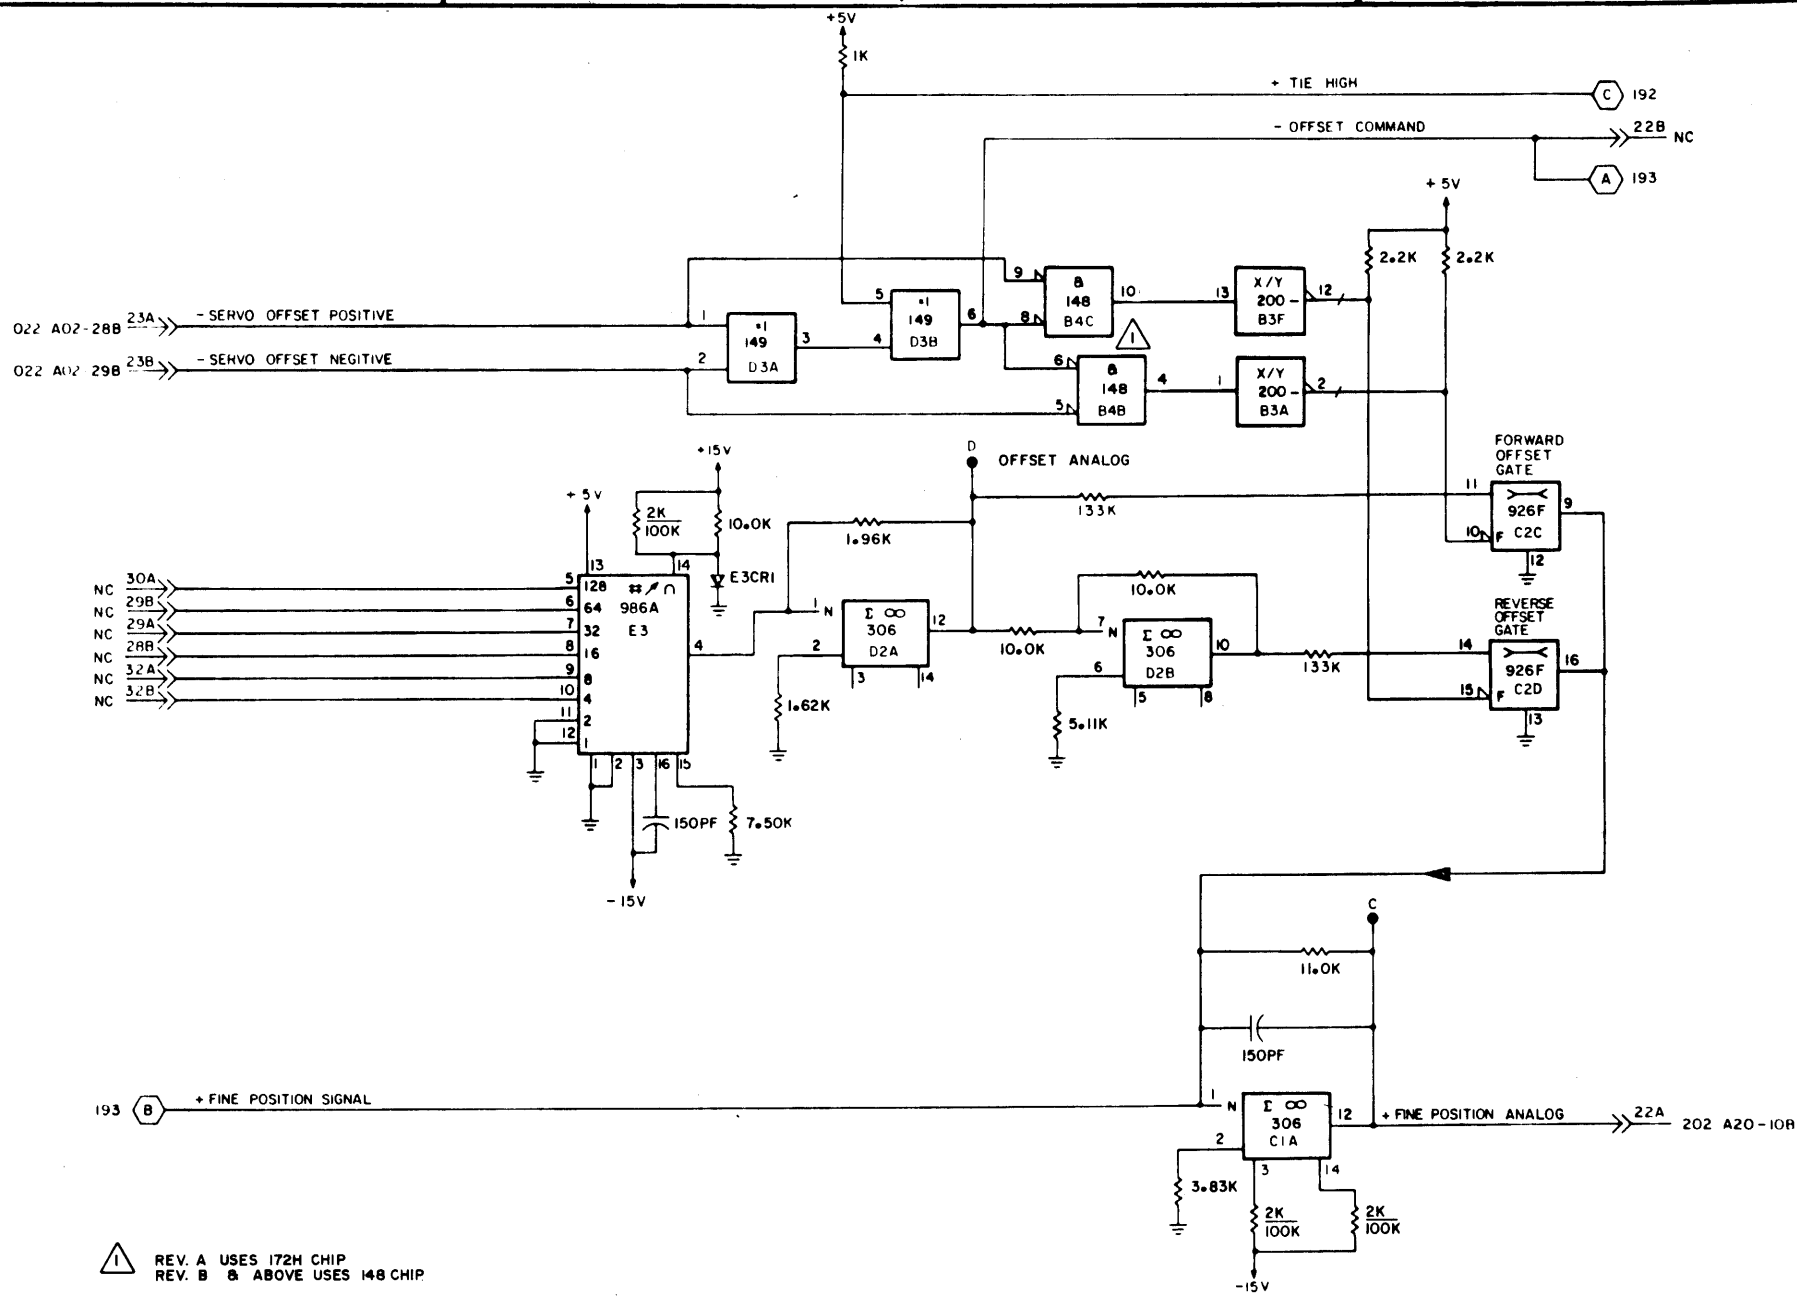 +5V
1K
+ TIE HIGH
C 192
- OFFSET COMMAND
22B
NC
A 193
+ 5V
2.2K
2.2K
9
&
148
B4C
8
10
13
X/Y
200-
B3F
12
1
022 A02-28B
23A
- SERVO OFFSET POSITIVE
1
=1
149
D3A
2
3
5
=1
149
D3B
4
6
022 A02-29B
23B
- SERVO OFFSET NEGITIVE
6
&
148
B4B
5
4
1
X/Y
200-
B3A
2
+15V
D
OFFSET ANALOG
FORWARD
OFFSET
GATE
11
926F
C2C
9
10
F
12
133K
+ 5V
2K
100K
10.0K
1.96K
13
14
E3CR1
NC 30A
NC 29B
NC 29A
NC 28B
NC 32A
NC 32B
5 128
6 64
7 32
8 16
9 8
10 4
11 2
12 1
986A
E3
4
1 N
Σ ∞
306
D2A
12
2
3
14
1.62K
10.0K
10.0K
7 N
Σ ∞
306
D2B
10
6
5
8
5.11K
133K
REVERSE
OFFSET
GATE
14
926F
C2D
16
15
F
13
1
2
3
16
15
150PF
7.50K
-15V
C
11.0K
150PF
193 B
+ FINE POSITION SIGNAL
1 N
Σ ∞
306
C1A
12
+ FINE POSITION ANALOG
22A
202 A20-10B
2
3
14
3.83K
2K
100K
2K
100K
-15V
1
REV. A USES 172H CHIP
REV. B & ABOVE USES 148 CHIP